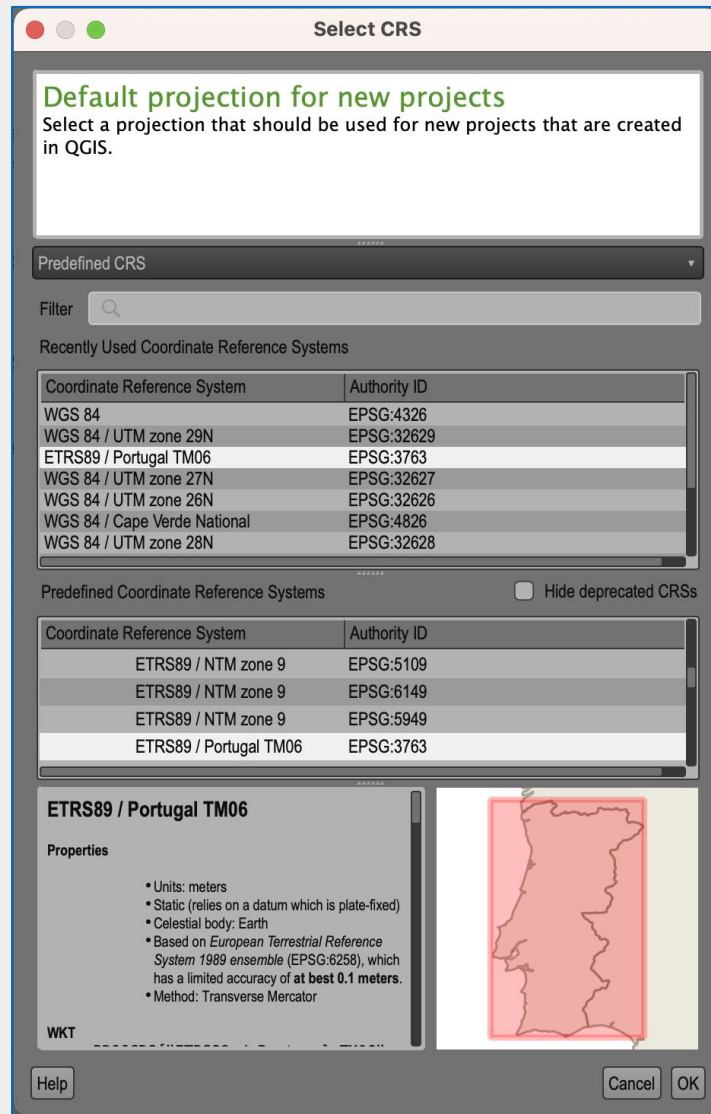 Select CRS
Default projection for new projects
Select a projection that should be used for new projects that are created
in QGIS.
Predefined CRS
Filter
Recently Used Coordinate Reference Systems
Coordinate Reference System Authority ID
WGS 84 EPSG:4326
WGS 84 / UTM zone 29N EPSG:32629
ETRS89 / Portugal TM06 EPSG:3763
WGS 84 / UTM zone 27N EPSG:32627
WGS 84 / UTM zone 26N EPSG:32626
WGS 84 / Cape Verde National EPSG:4826
WGS 84 / UTM zone 28N EPSG:32628
Predefined Coordinate Reference Systems Hide deprecated CRSs
Coordinate Reference System Authority ID
ETRS89 / NTM zone 9 EPSG:5109
ETRS89 / NTM zone 9 EPSG:6149
ETRS89 / NTM zone 9 EPSG:5949
ETRS89 / Portugal TM06 EPSG:3763
ETRS89 / Portugal TM06
Properties
• Units: meters
• Static (relies on a datum which is plate-fixed)
• Celestial body: Earth
• Based on European Terrestrial Reference
System 1989 ensemble (EPSG:6258), which
has a limited accuracy of at best 0.1 meters.
• Method: Transverse Mercator
WKT
Help Cancel OK